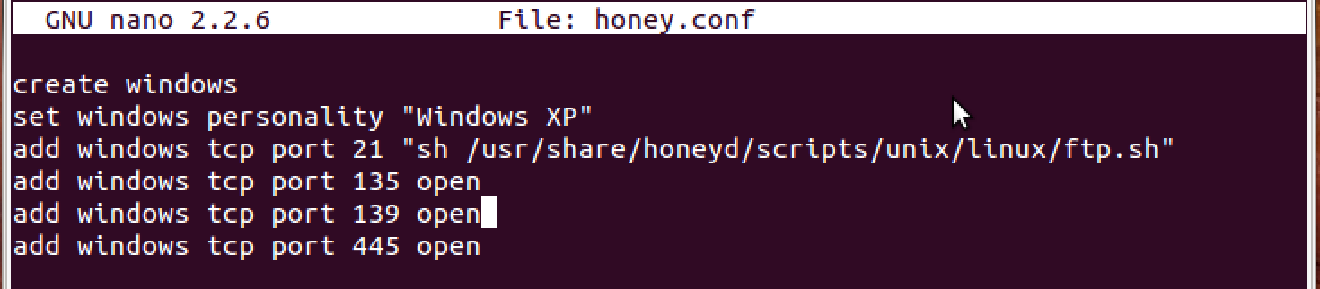 GNU nano 2.2.6 File: honey.conf
create windows
set windows personality "Windows XP"
add windows tcp port 21 "sh /usr/share/honeyd/scripts/unix/linux/ftp.sh"
add windows tcp port 135 open
add windows tcp port 139 open
add windows tcp port 445 open